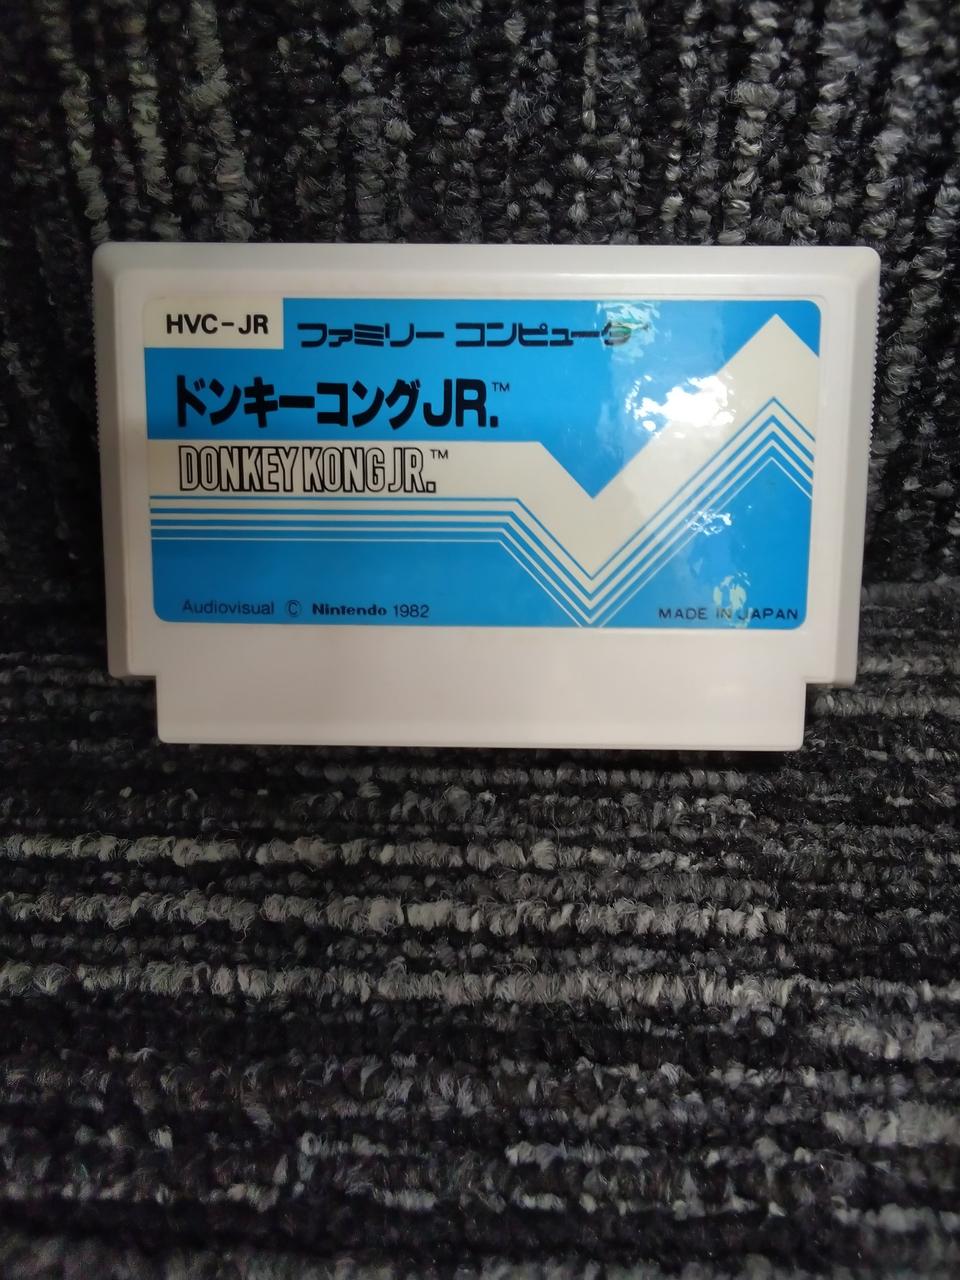 HVC-JR
ファミリー コンピュータ
ドンキーコングJR.™
DONKEY KONG JR.™
Audiovisual © Nintendo 1982
MADE IN JAPAN